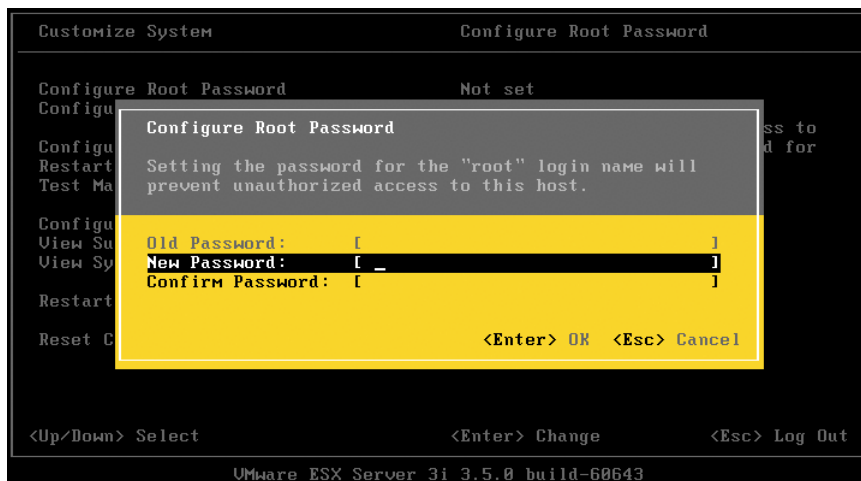 Customize System Configure Root Password
Configure Root Password Not set
Configu
ss to
Configu d for
Restart
Test Ma
Configu
View Su
View Sy
Restart
Reset C
Configure Root Password
Setting the password for the "root" login name will
prevent unauthorized access to this host.
Old Password: [ ]
New Password: [ _ ]
Confirm Password: [ ]
<Enter> OK <Esc> Cancel
<Up/Down> Select <Enter> Change <Esc> Log Out
VMware ESX Server 3i 3.5.0 build-60643